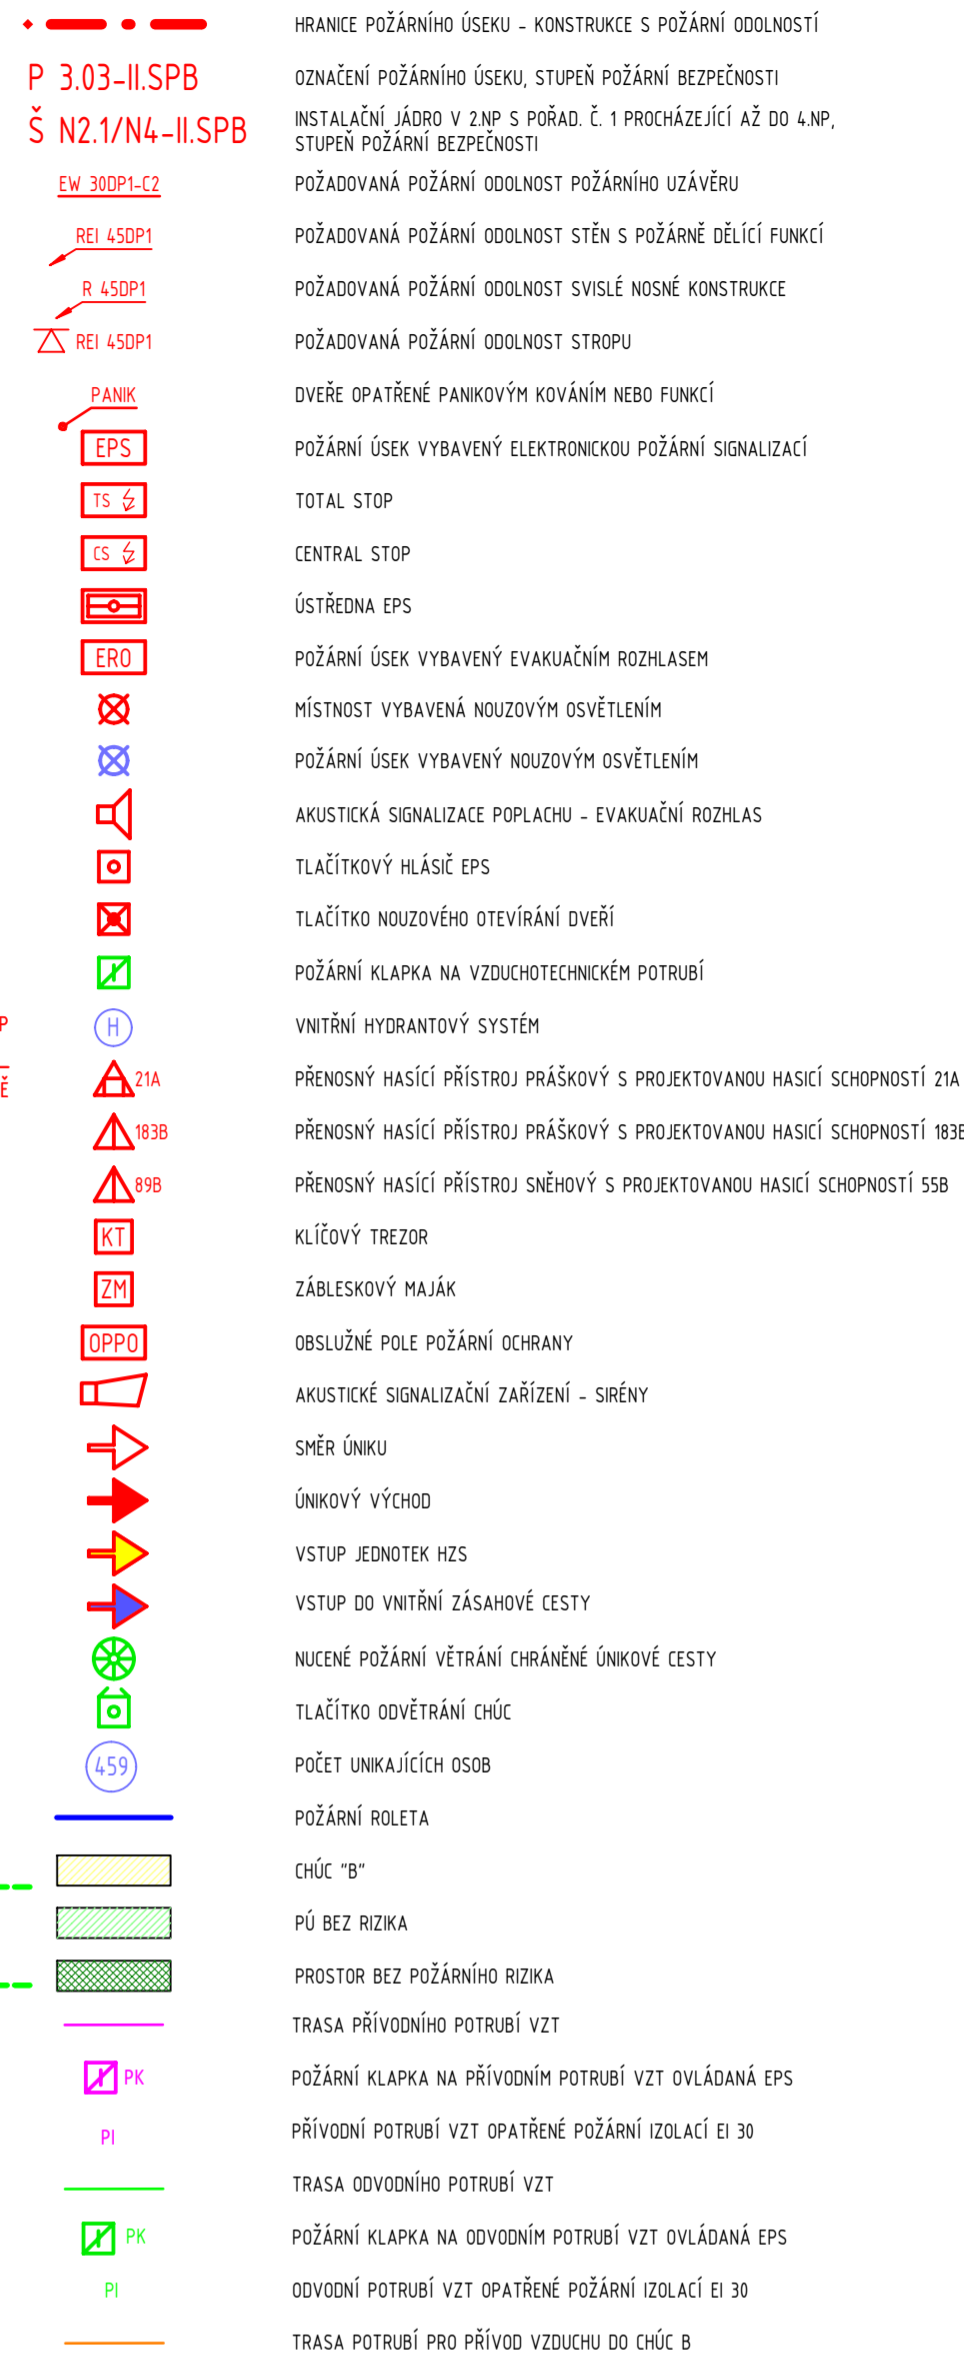 HRANICE POŽÁRNÍHO ÚSEKU - KONSTRUKCE S POŽÁRNÍ ODOLNOSTÍ
P 3.03-II.SPB OZNAČENÍ POŽÁRNÍHO ÚSEKU, STUPEŇ POŽÁRNÍ BEZPEČNOSTI
Š N2.1/N4-II.SPB INSTALAČNÍ JÁDRO V 2.NP S POŘAD. Č. 1 PROCHÁZEJÍCÍ AŽ DO 4.NP,
STUPEŇ POŽÁRNÍ BEZPEČNOSTI
EW 30DP1-C2 POŽADOVANÁ POŽÁRNÍ ODOLNOST POŽÁRNÍHO UZÁVĚRU
REI 45DP1 POŽADOVANÁ POŽÁRNÍ ODOLNOST STĚN S POŽÁRNĚ DĚLÍCÍ FUNKCÍ
R 45DP1 POŽADOVANÁ POŽÁRNÍ ODOLNOST SVISLÉ NOSNÉ KONSTRUKCE
REI 45DP1 POŽADOVANÁ POŽÁRNÍ ODOLNOST STROPU
PANIK DVEŘE OPATŘENÉ PANIKOVÝM KOVÁNÍM NEBO FUNKCÍ
EPS POŽÁRNÍ ÚSEK VYBAVENÝ ELEKTRONICKOU POŽÁRNÍ SIGNALIZACÍ
TS TOTAL STOP
CS CENTRAL STOP
ÚSTŘEDNA EPS
ERO POŽÁRNÍ ÚSEK VYBAVENÝ EVAKUAČNÍM ROZHLASEM
MÍSTNOST VYBAVENÁ NOUZOVÝM OSVĚTLENÍM
POŽÁRNÍ ÚSEK VYBAVENÝ NOUZOVÝM OSVĚTLENÍM
AKUSTICKÁ SIGNALIZACE POPLACHU - EVAKUAČNÍ ROZHLAS
TLAČÍTKOVÝ HLÁSIČ EPS
TLAČÍTKO NOUZOVÉHO OTEVÍRÁNÍ DVEŘÍ
POŽÁRNÍ KLAPKA NA VZDUCHOTECHNICKÉM POTRUBÍ
P H VNITŘNÍ HYDRANTOVÝ SYSTÉM
Ě 21A PŘENOSNÝ HASÍCÍ PŘÍSTROJ PRÁŠKOVÝ S PROJEKTOVANOU HASICÍ SCHOPNOSTÍ 21A
183B PŘENOSNÝ HASÍCÍ PŘÍSTROJ PRÁŠKOVÝ S PROJEKTOVANOU HASICÍ SCHOPNOSTÍ 183B
89B PŘENOSNÝ HASÍCÍ PŘÍSTROJ SNĚHOVÝ S PROJEKTOVANOU HASICÍ SCHOPNOSTÍ 55B
KT KLÍČOVÝ TREZOR
ZM ZÁBLESKOVÝ MAJÁK
OPPO OBSLUŽNÉ POLE POŽÁRNÍ OCHRANY
AKUSTICKÉ SIGNALIZAČNÍ ZAŘÍZENÍ - SIRÉNY
SMĚR ÚNIKU
ÚNIKOVÝ VÝCHOD
VSTUP JEDNOTEK HZS
VSTUP DO VNITŘNÍ ZÁSAHOVÉ CESTY
NUCENÉ POŽÁRNÍ VĚTRÁNÍ CHRÁNĚNÉ ÚNIKOVÉ CESTY
TLAČÍTKO ODVĚTRÁNÍ CHÚC
459 POČET UNIKAJÍCÍCH OSOB
POŽÁRNÍ ROLETA
CHÚC "B"
PÚ BEZ RIZIKA
PROSTOR BEZ POŽÁRNÍHO RIZIKA
TRASA PŘÍVODNÍHO POTRUBÍ VZT
PK POŽÁRNÍ KLAPKA NA PŘÍVODNÍM POTRUBÍ VZT OVLÁDANÁ EPS
PI PŘÍVODNÍ POTRUBÍ VZT OPATŘENÉ POŽÁRNÍ IZOLACÍ EI 30
TRASA ODVODNÍHO POTRUBÍ VZT
PK POŽÁRNÍ KLAPKA NA ODVODNÍM POTRUBÍ VZT OVLÁDANÁ EPS
PI ODVODNÍ POTRUBÍ VZT OPATŘENÉ POŽÁRNÍ IZOLACÍ EI 30
TRASA POTRUBÍ PRO PŘÍVOD VZDUCHU DO CHÚC B